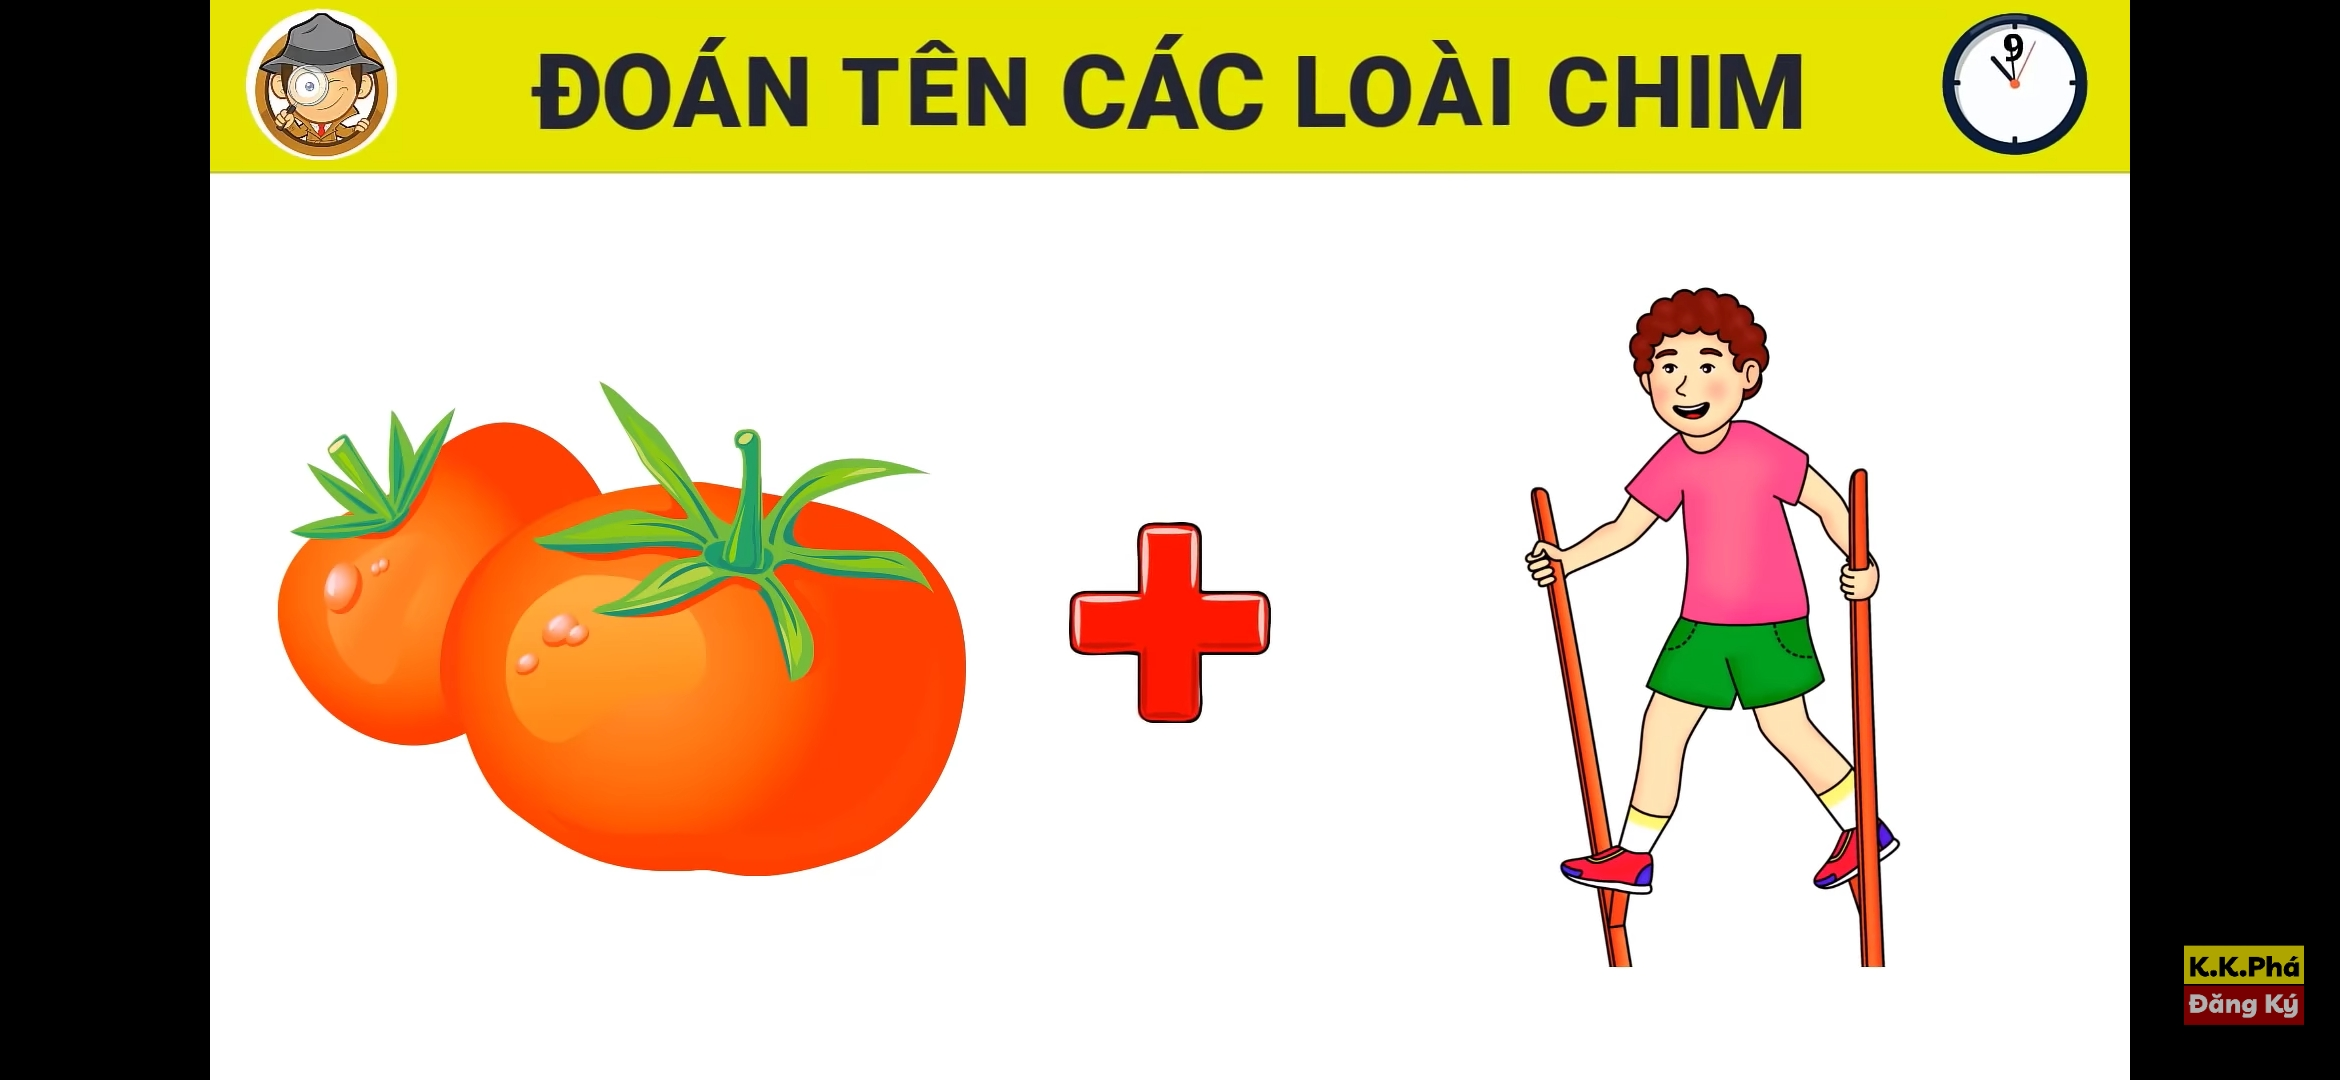 ĐOÁN TÊN CÁC LOÀI CHIM
9
K.K.Phá
Đăng Ký